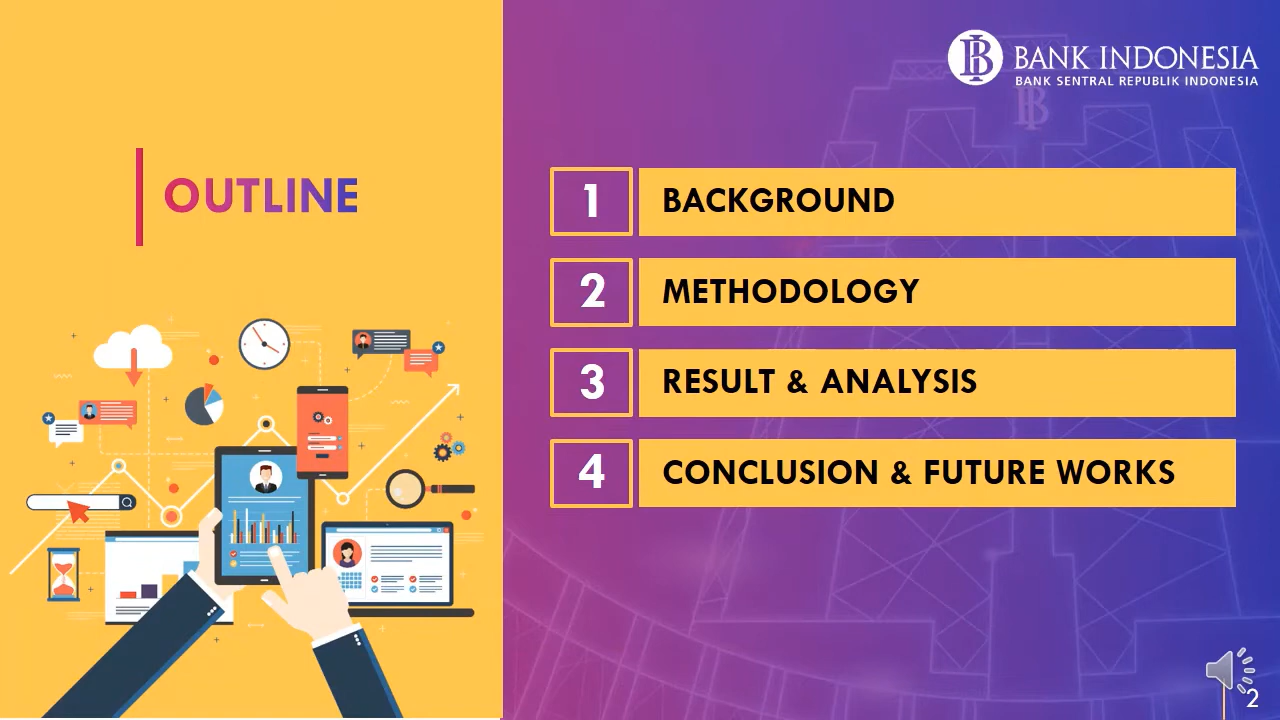 BANK INDONESIA
BANK SENTRAL REPUBLIK INDONESIA
OUTLINE
1 BACKGROUND
2 METHODOLOGY
3 RESULT & ANALYSIS
4 CONCLUSION & FUTURE WORKS
2